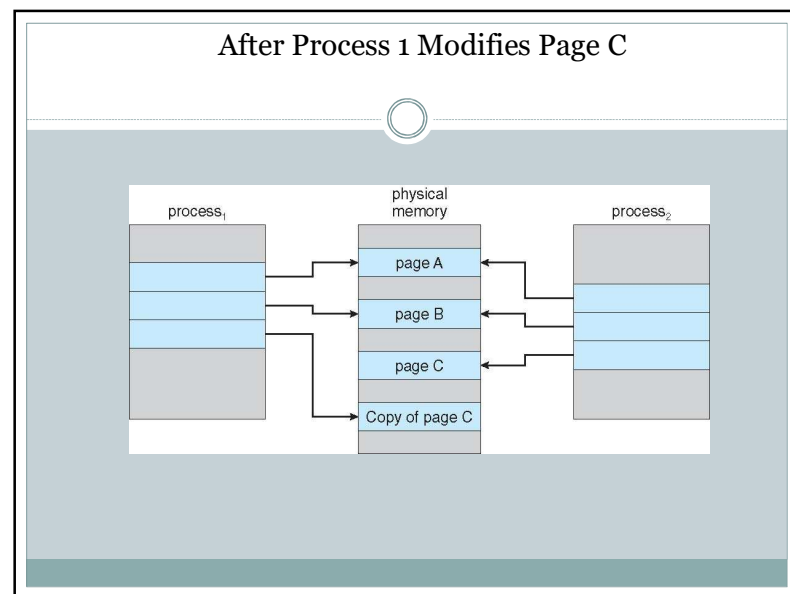 After Process 1 Modifies Page C
physical
memory
process₁
process₂
page A
page B
page C
Copy of page C